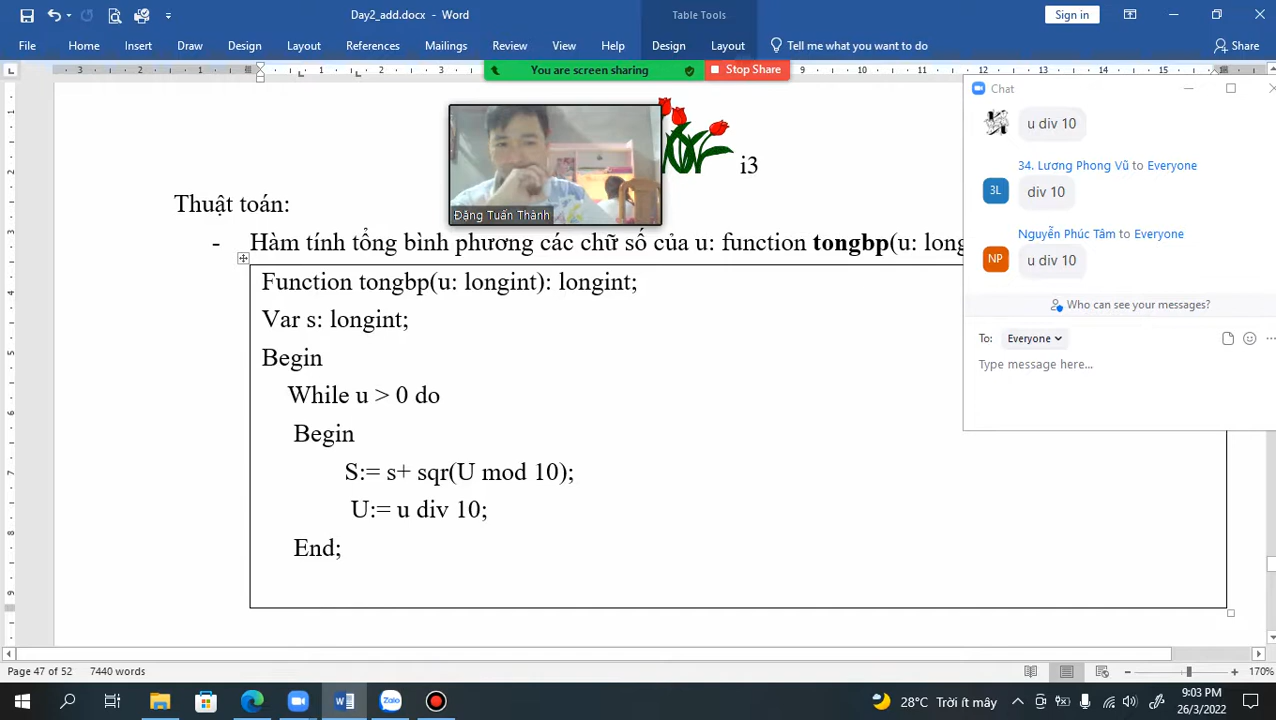 Day2_add.docx - Word
Table Tools
Sign in
File
Home
Insert
Draw
Design
Layout
References
Mailings
Review
View
Help
Design
Layout
Tell me what you want to do
Share
You are screen sharing
Stop Share
Chat
u div 10
34. Lương Phong Vũ to Everyone
3L
div 10
Nguyễn Phúc Tâm to Everyone
NP
u div 10
Who can see your messages?
To: Everyone
Type message here...
Đặng Tuấn Thành
i3
Thuật toán:
- Hàm tính tổng bình phương các chữ số của u: function tongbp(u: long
Function tongbp(u: longint): longint;
Var s: longint;
Begin
While u > 0 do
Begin
S:= s+ sqr(U mod 10);
U:= u div 10;
End;
Page 47 of 52
7440 words
170%
28°C Trời ít mây
9:03 PM
26/3/2022